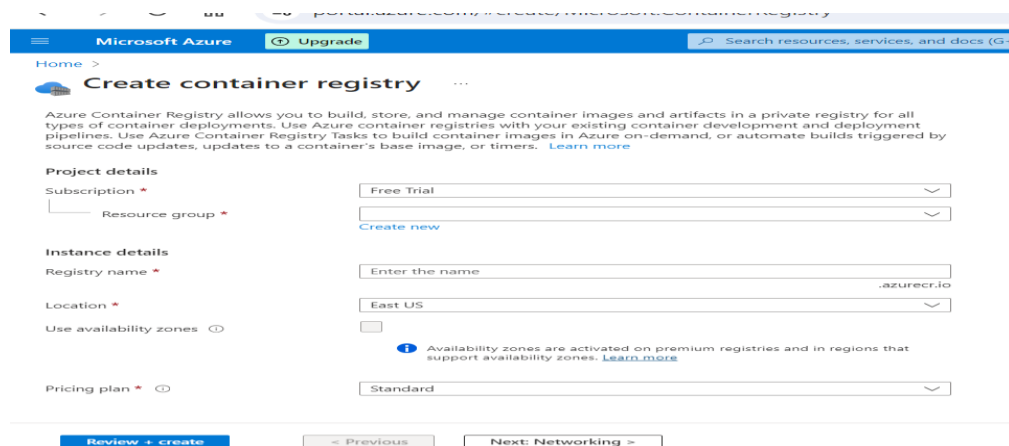 portal.azure.com/#create/Microsoft.ContainerRegistry
Microsoft Azure
Upgrade
Search resources, services, and docs (G+
Home >
Create container registry ...
Azure Container Registry allows you to build, store, and manage container images and artifacts in a private registry for all
types of container deployments. Use Azure container registries with your existing container development and deployment
pipelines. Use Azure Container Registry Tasks to build container images in Azure on-demand, or automate builds triggered by
source code updates, updates to a container's base image, or timers. Learn more
Project details
Subscription * Free Trial
Resource group *
Create new
Instance details
Registry name * Enter the name
.azurecr.io
Location * East US
Use availability zones
Availability zones are activated on premium registries and in regions that
support availability zones. Learn more
Pricing plan * Standard
Review + create
< Previous
Next: Networking >